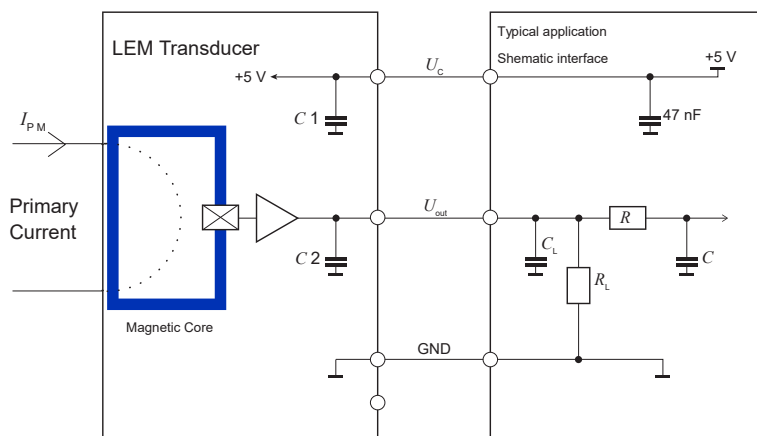 LEM Transducer
Typical application
Shematic interface
+5 V
U_C
+5 V
C 1
47 nF
I_PM
Primary
Current
U_out
R
C 2
C_L
C
R_L
Magnetic Core
GND